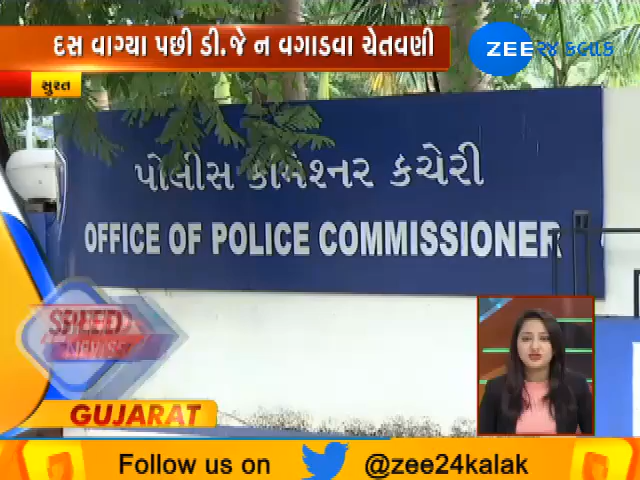 દસ વાગ્યા પછી ડી.જે ન વગાડવા ચેતવણી
ZEE ૨૪ કલાક
સુરત
પોલીસ કમિશ્નર કચેરી
OFFICE OF POLICE COMMISSIONER
SPEED
NEWS
GUJARAT
Follow us on @zee24kalak